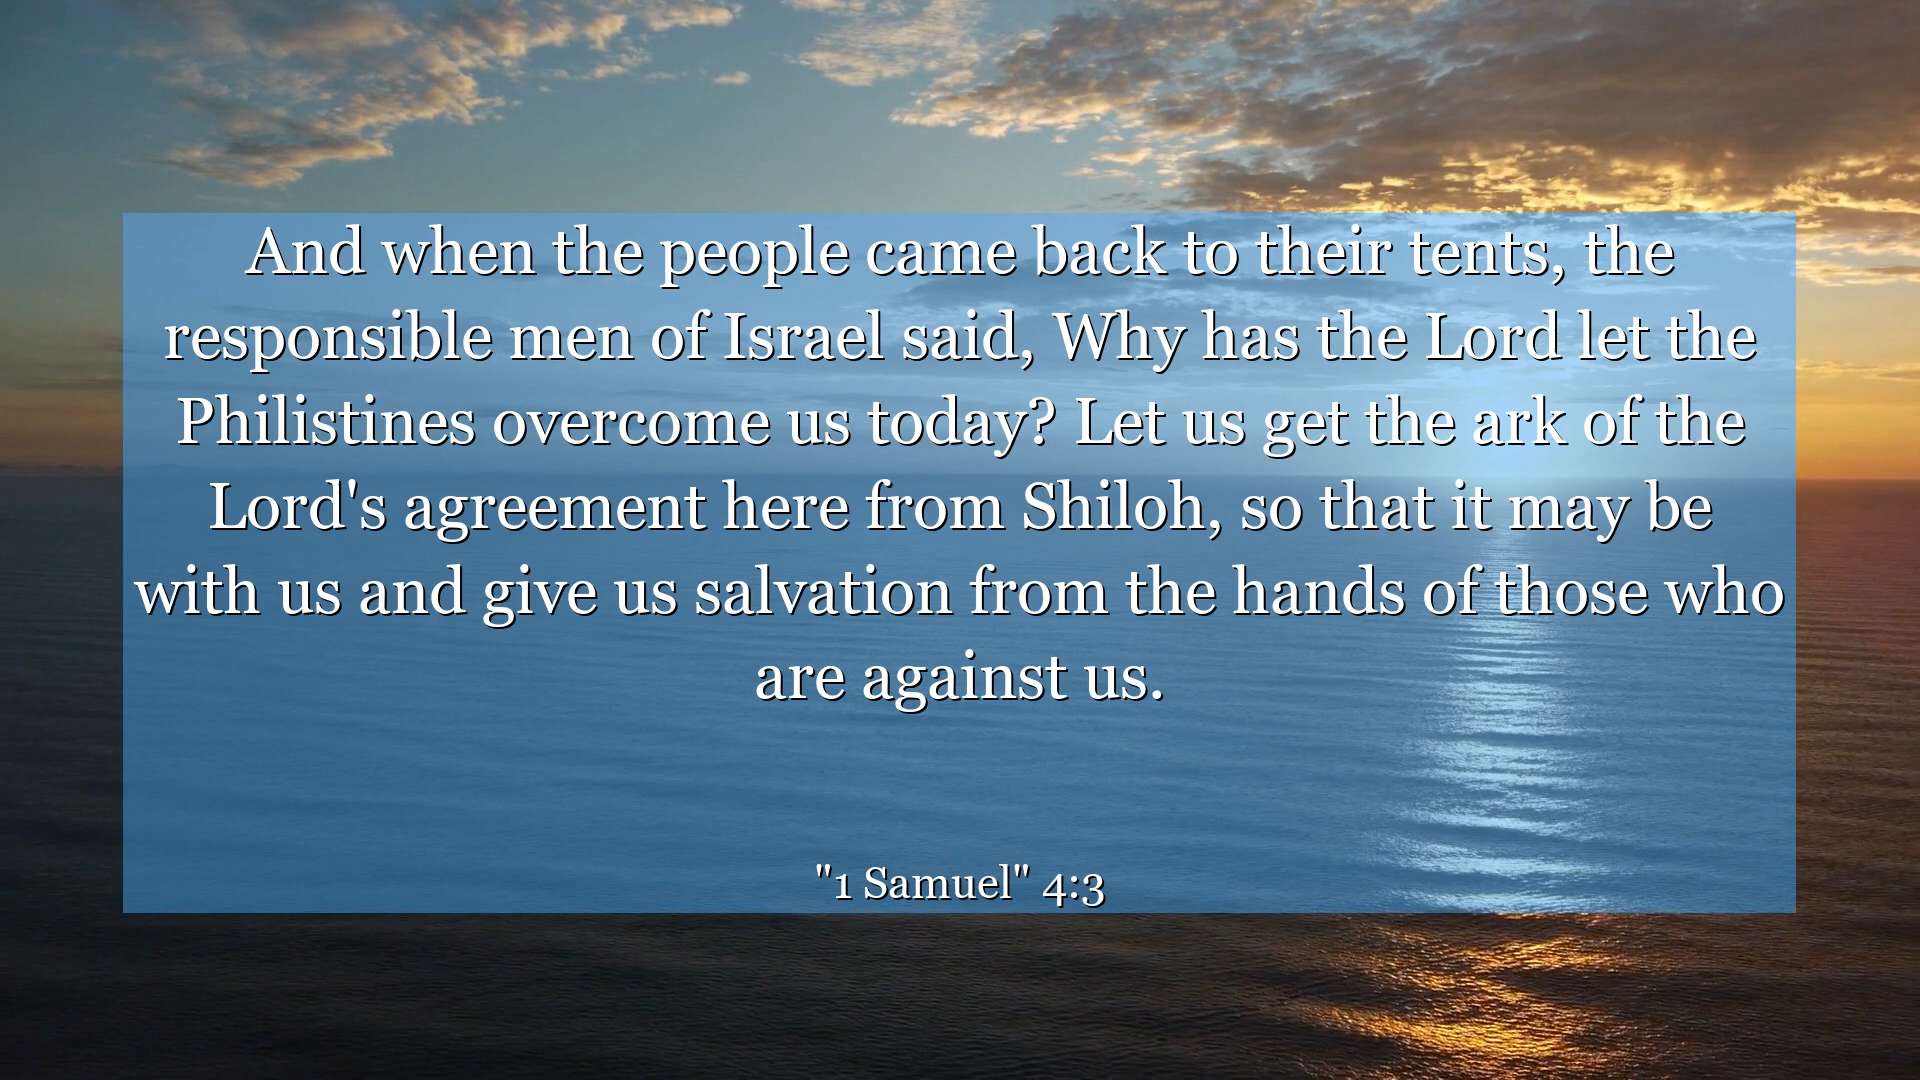 And when the people came back to their tents, the
responsible men of Israel said, Why has the Lord let the
Philistines overcome us today? Let us get the ark of the
Lord's agreement here from Shiloh, so that it may be
with us and give us salvation from the hands of those who
are against us.
"1 Samuel" 4:3